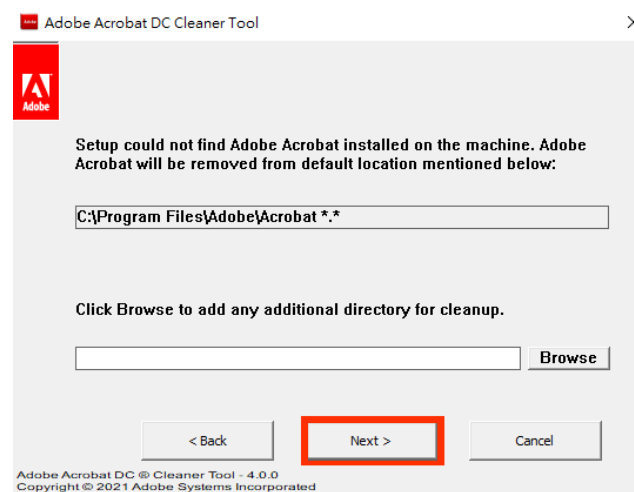 Adobe Acrobat DC Cleaner Tool
Adobe
Setup could not find Adobe Acrobat installed on the machine. Adobe
Acrobat will be removed from default location mentioned below:
C:\Program Files\Adobe\Acrobat *.*
Click Browse to add any additional directory for cleanup.
Browse
< Back
Next >
Cancel
Adobe Acrobat DC ® Cleaner Tool - 4.0.0
Copyright © 2021 Adobe Systems Incorporated